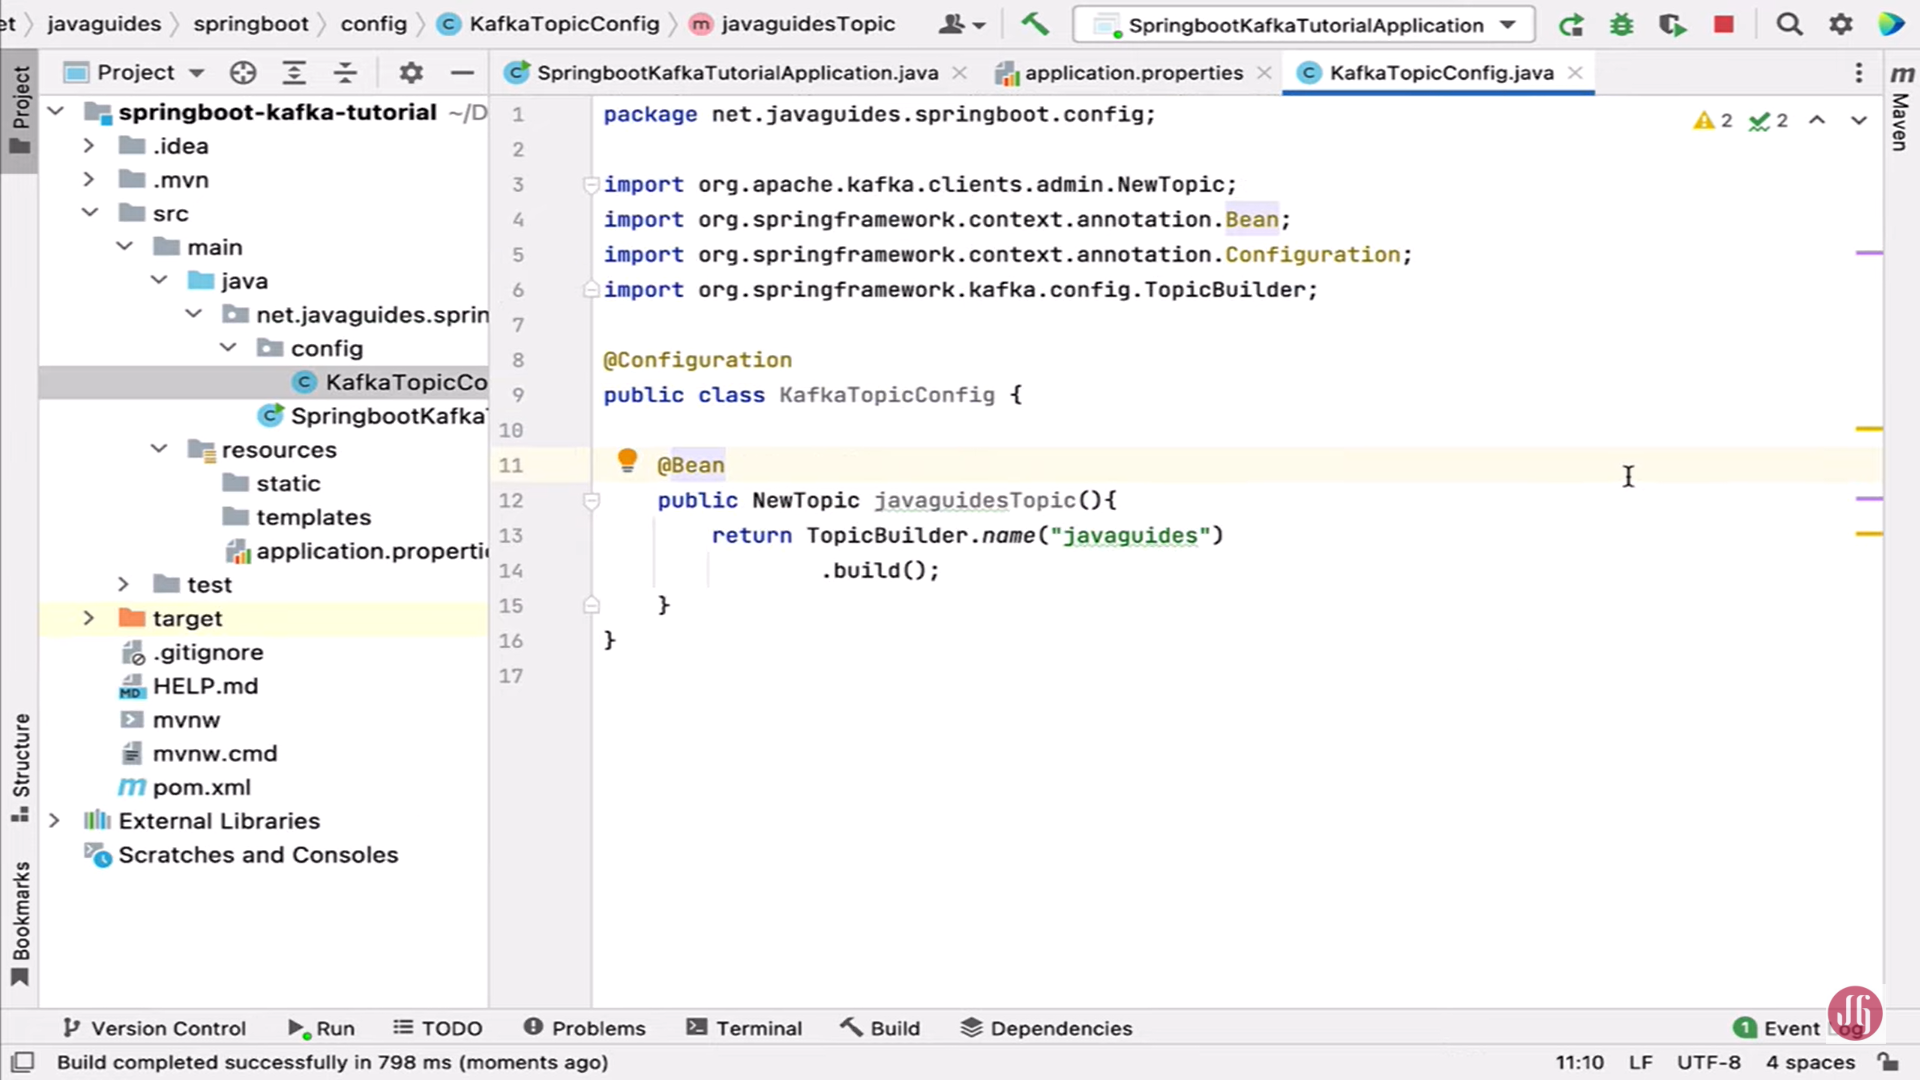 et javaguides springboot config KafkaTopicConfig javaguidesTopic SpringbootKafkaTutorialApplication
Project
SpringbootKafkaTutorialApplication.java application.properties KafkaTopicConfig.java
Project
Maven
springboot-kafka-tutorial ~/D
.idea
.mvn
src
main
java
net.javaguides.sprin
config
KafkaTopicCo
SpringbootKafka
resources
static
templates
application.properti
test
target
.gitignore
HELP.md
mvnw
mvnw.cmd
pom.xml
External Libraries
Scratches and Consoles
Structure
Bookmarks
2 2
1 package net.javaguides.springboot.config;
2
3 import org.apache.kafka.clients.admin.NewTopic;
4 import org.springframework.context.annotation.Bean;
5 import org.springframework.context.annotation.Configuration;
6 import org.springframework.kafka.config.TopicBuilder;
7
8 @Configuration
9 public class KafkaTopicConfig {
10
11 @Bean
12 public NewTopic javaguidesTopic(){
13 return TopicBuilder.name("javaguides")
14 .build();
15 }
16 }
17
Version Control Run TODO Problems Terminal Build Dependencies 1 Event
Build completed successfully in 798 ms (moments ago) 11:10 LF UTF-8 4 spaces